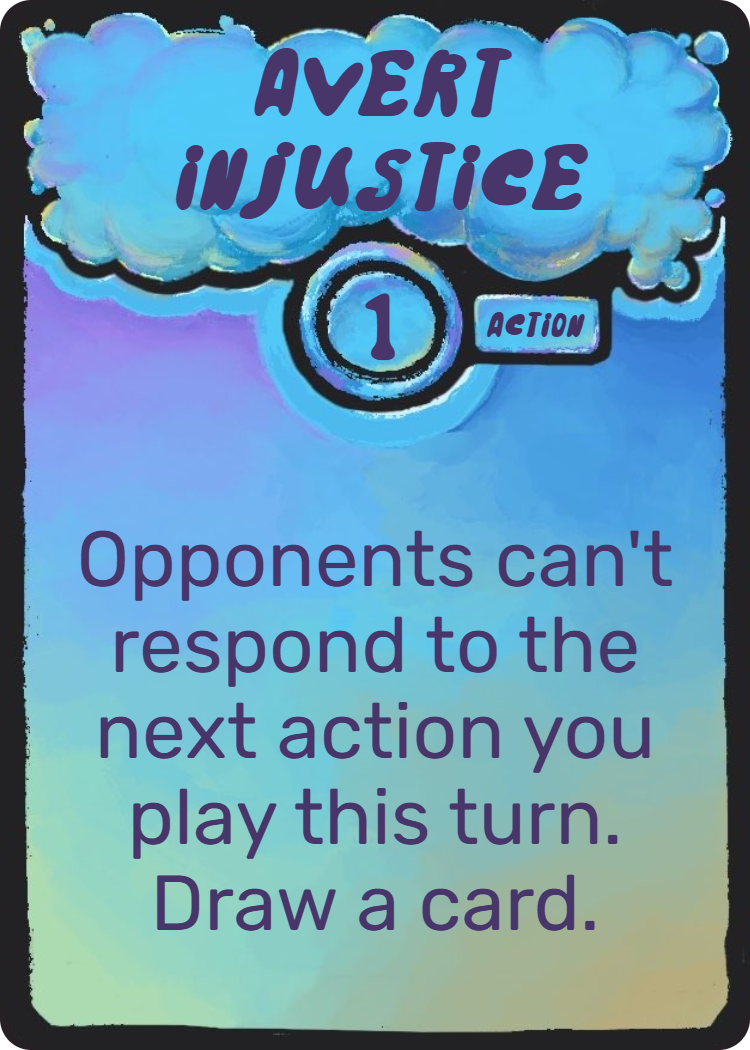 AVERT
INJUSTICE
1
ACTION
Opponents can't
respond to the
next action you
play this turn.
Draw a card.